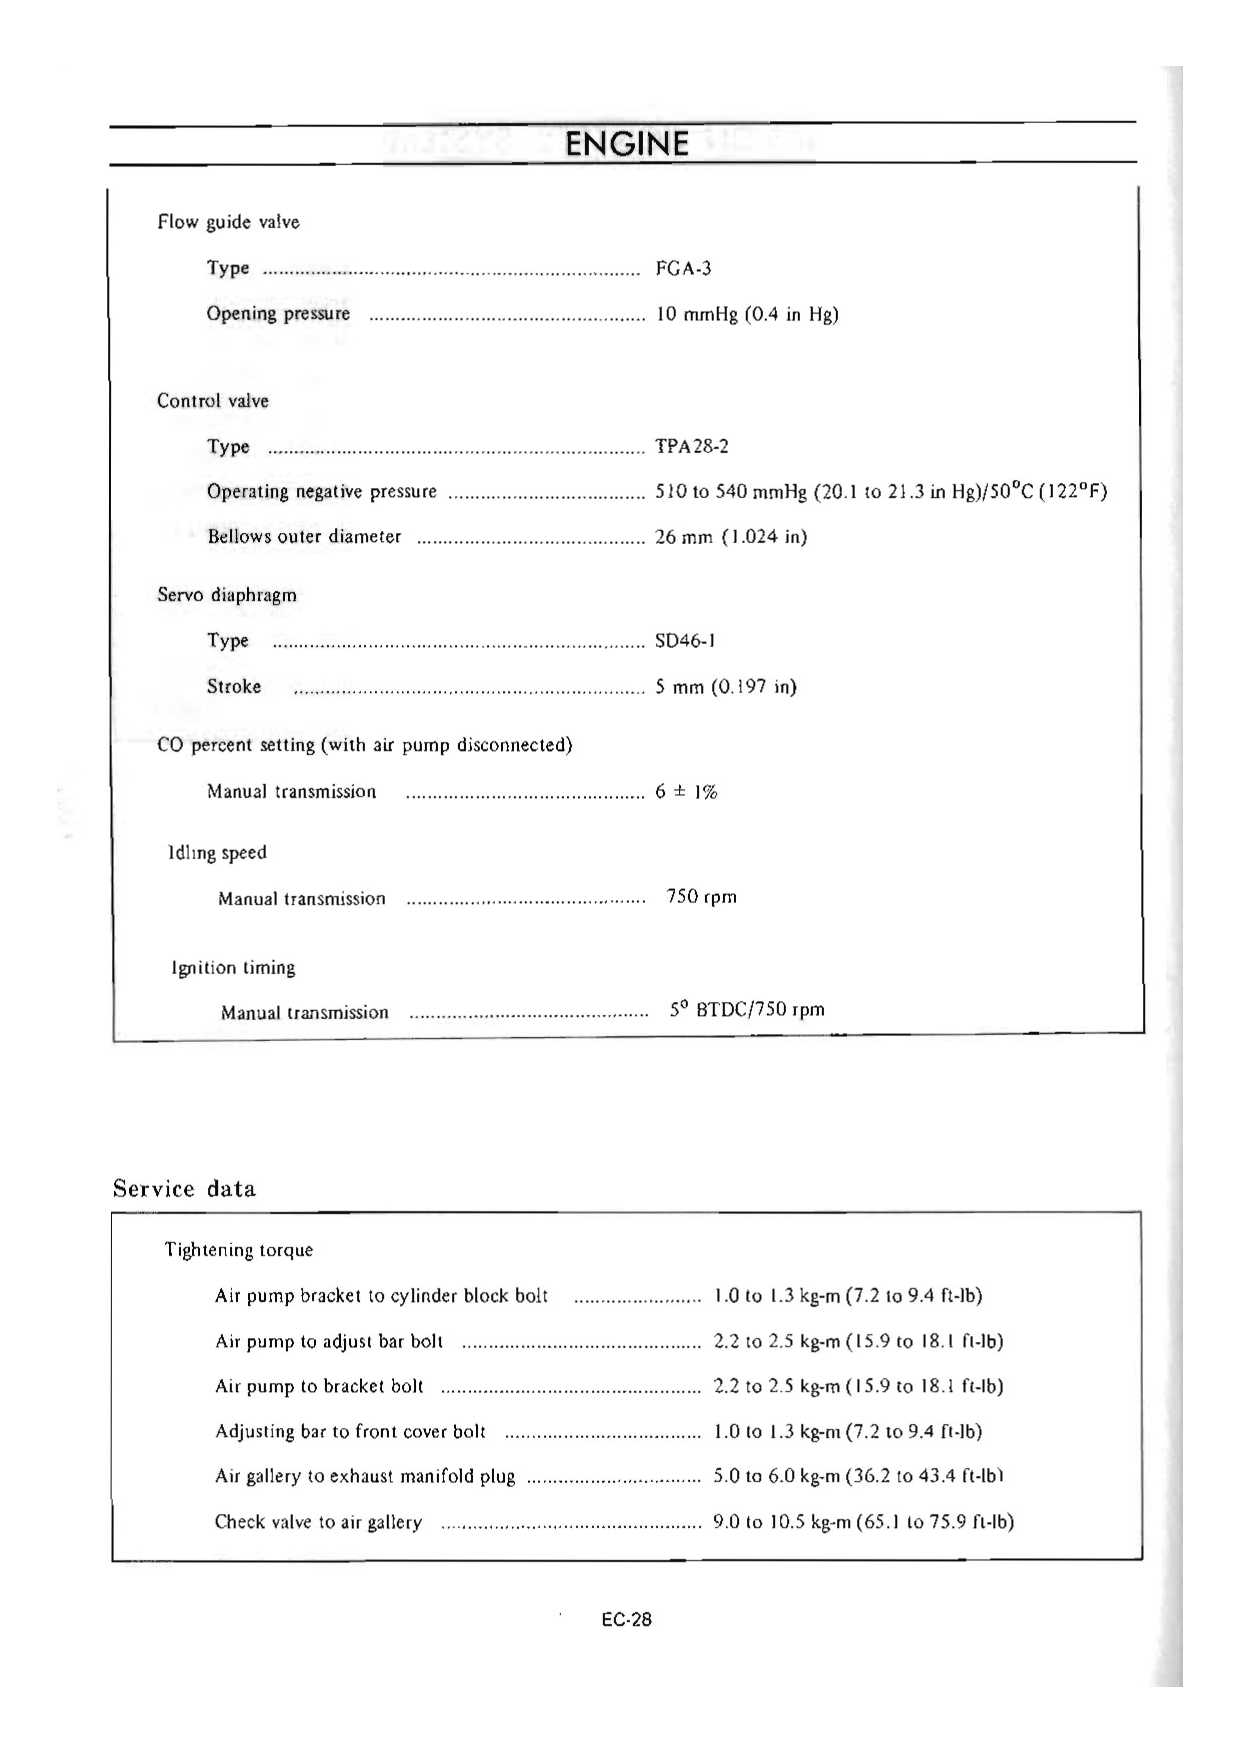 ENGINE
Flow guide valve
Type ........................................ FGA-3
Opening pressure ........................................ 10 mmHg (0.4 in Hg)
Control valve
Type ........................................ TPA28-2
Operating negative pressure ........................................ 510 to 540 mmHg (20.1 to 21.3 in Hg)/50°C (122°F)
Bellows outer diameter ........................................ 26 mm (1.024 in)
Servo diaphragm
Type ........................................ SD46-1
Stroke ........................................ 5 mm (0.197 in)
CO percent setting (with air pump disconnected)
Manual transmission ........................................ 6 ± 1%
Idling speed
Manual transmission ........................................ 750 rpm
Ignition timing
Manual transmission ........................................ 5° BTDC/750 rpm
Service data
Tightening torque
Air pump bracket to cylinder block bolt ........................ 1.0 to 1.3 kg-m (7.2 to 9.4 ft-lb)
Air pump to adjust bar bolt ........................................ 2.2 to 2.5 kg-m (15.9 to 18.1 ft-lb)
Air pump to bracket bolt ........................................ 2.2 to 2.5 kg-m (15.9 to 18.1 ft-lb)
Adjusting bar to front cover bolt ........................................ 1.0 to 1.3 kg-m (7.2 to 9.4 ft-lb)
Air gallery to exhaust manifold plug ................................ 5.0 to 6.0 kg-m (36.2 to 43.4 ft-lb)
Check valve to air gallery ........................................ 9.0 to 10.5 kg-m (65.1 to 75.9 ft-lb)
EC-28